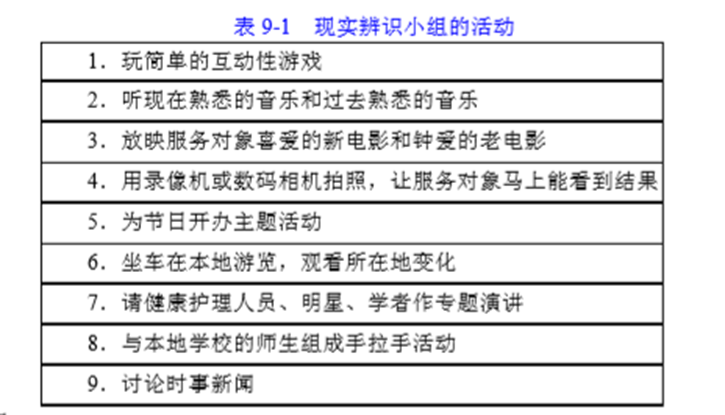 表 9-1 现实辨识小组的活动
1. 玩简单的互动性游戏
2. 听现在熟悉的音乐和过去熟悉的音乐
3. 放映服务对象喜爱的新电影和钟爱的老电影
4. 用录像机或数码相机拍照，让服务对象马上能看到结果
5. 为节日开办主题活动
6. 坐车在本地游览，观看所在地变化
7. 请健康护理人员、明星、学者作专题演讲
8. 与本地学校的师生组成手拉手活动
9. 讨论时事新闻